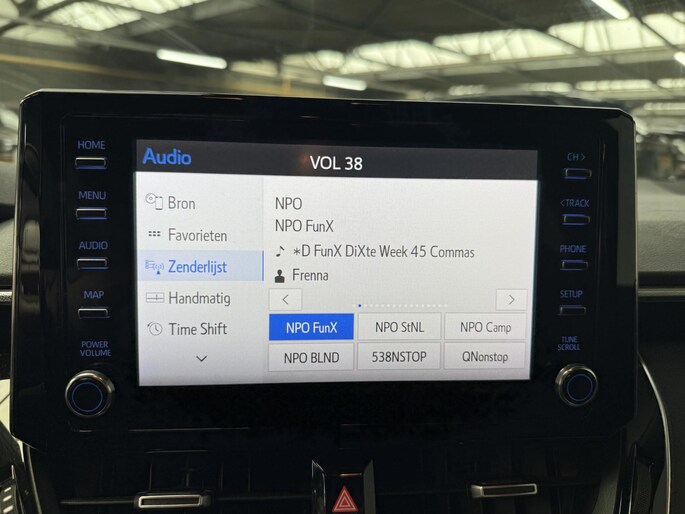 HOME
MENU
AUDIO
MAP
POWER
VOLUME
Audio
VOL 38
Bron
Favorieten
Zenderlijst
Handmatig
Time Shift
NPO
NPO FunX
*D FunX DiXte Week 45 Commas
Frenna
NPO FunX NPO StNL NPO Camp
NPO BLND 538NSTOP QNonstop
CH >
< TRACK
PHONE
SETUP
TUNE
SCROLL